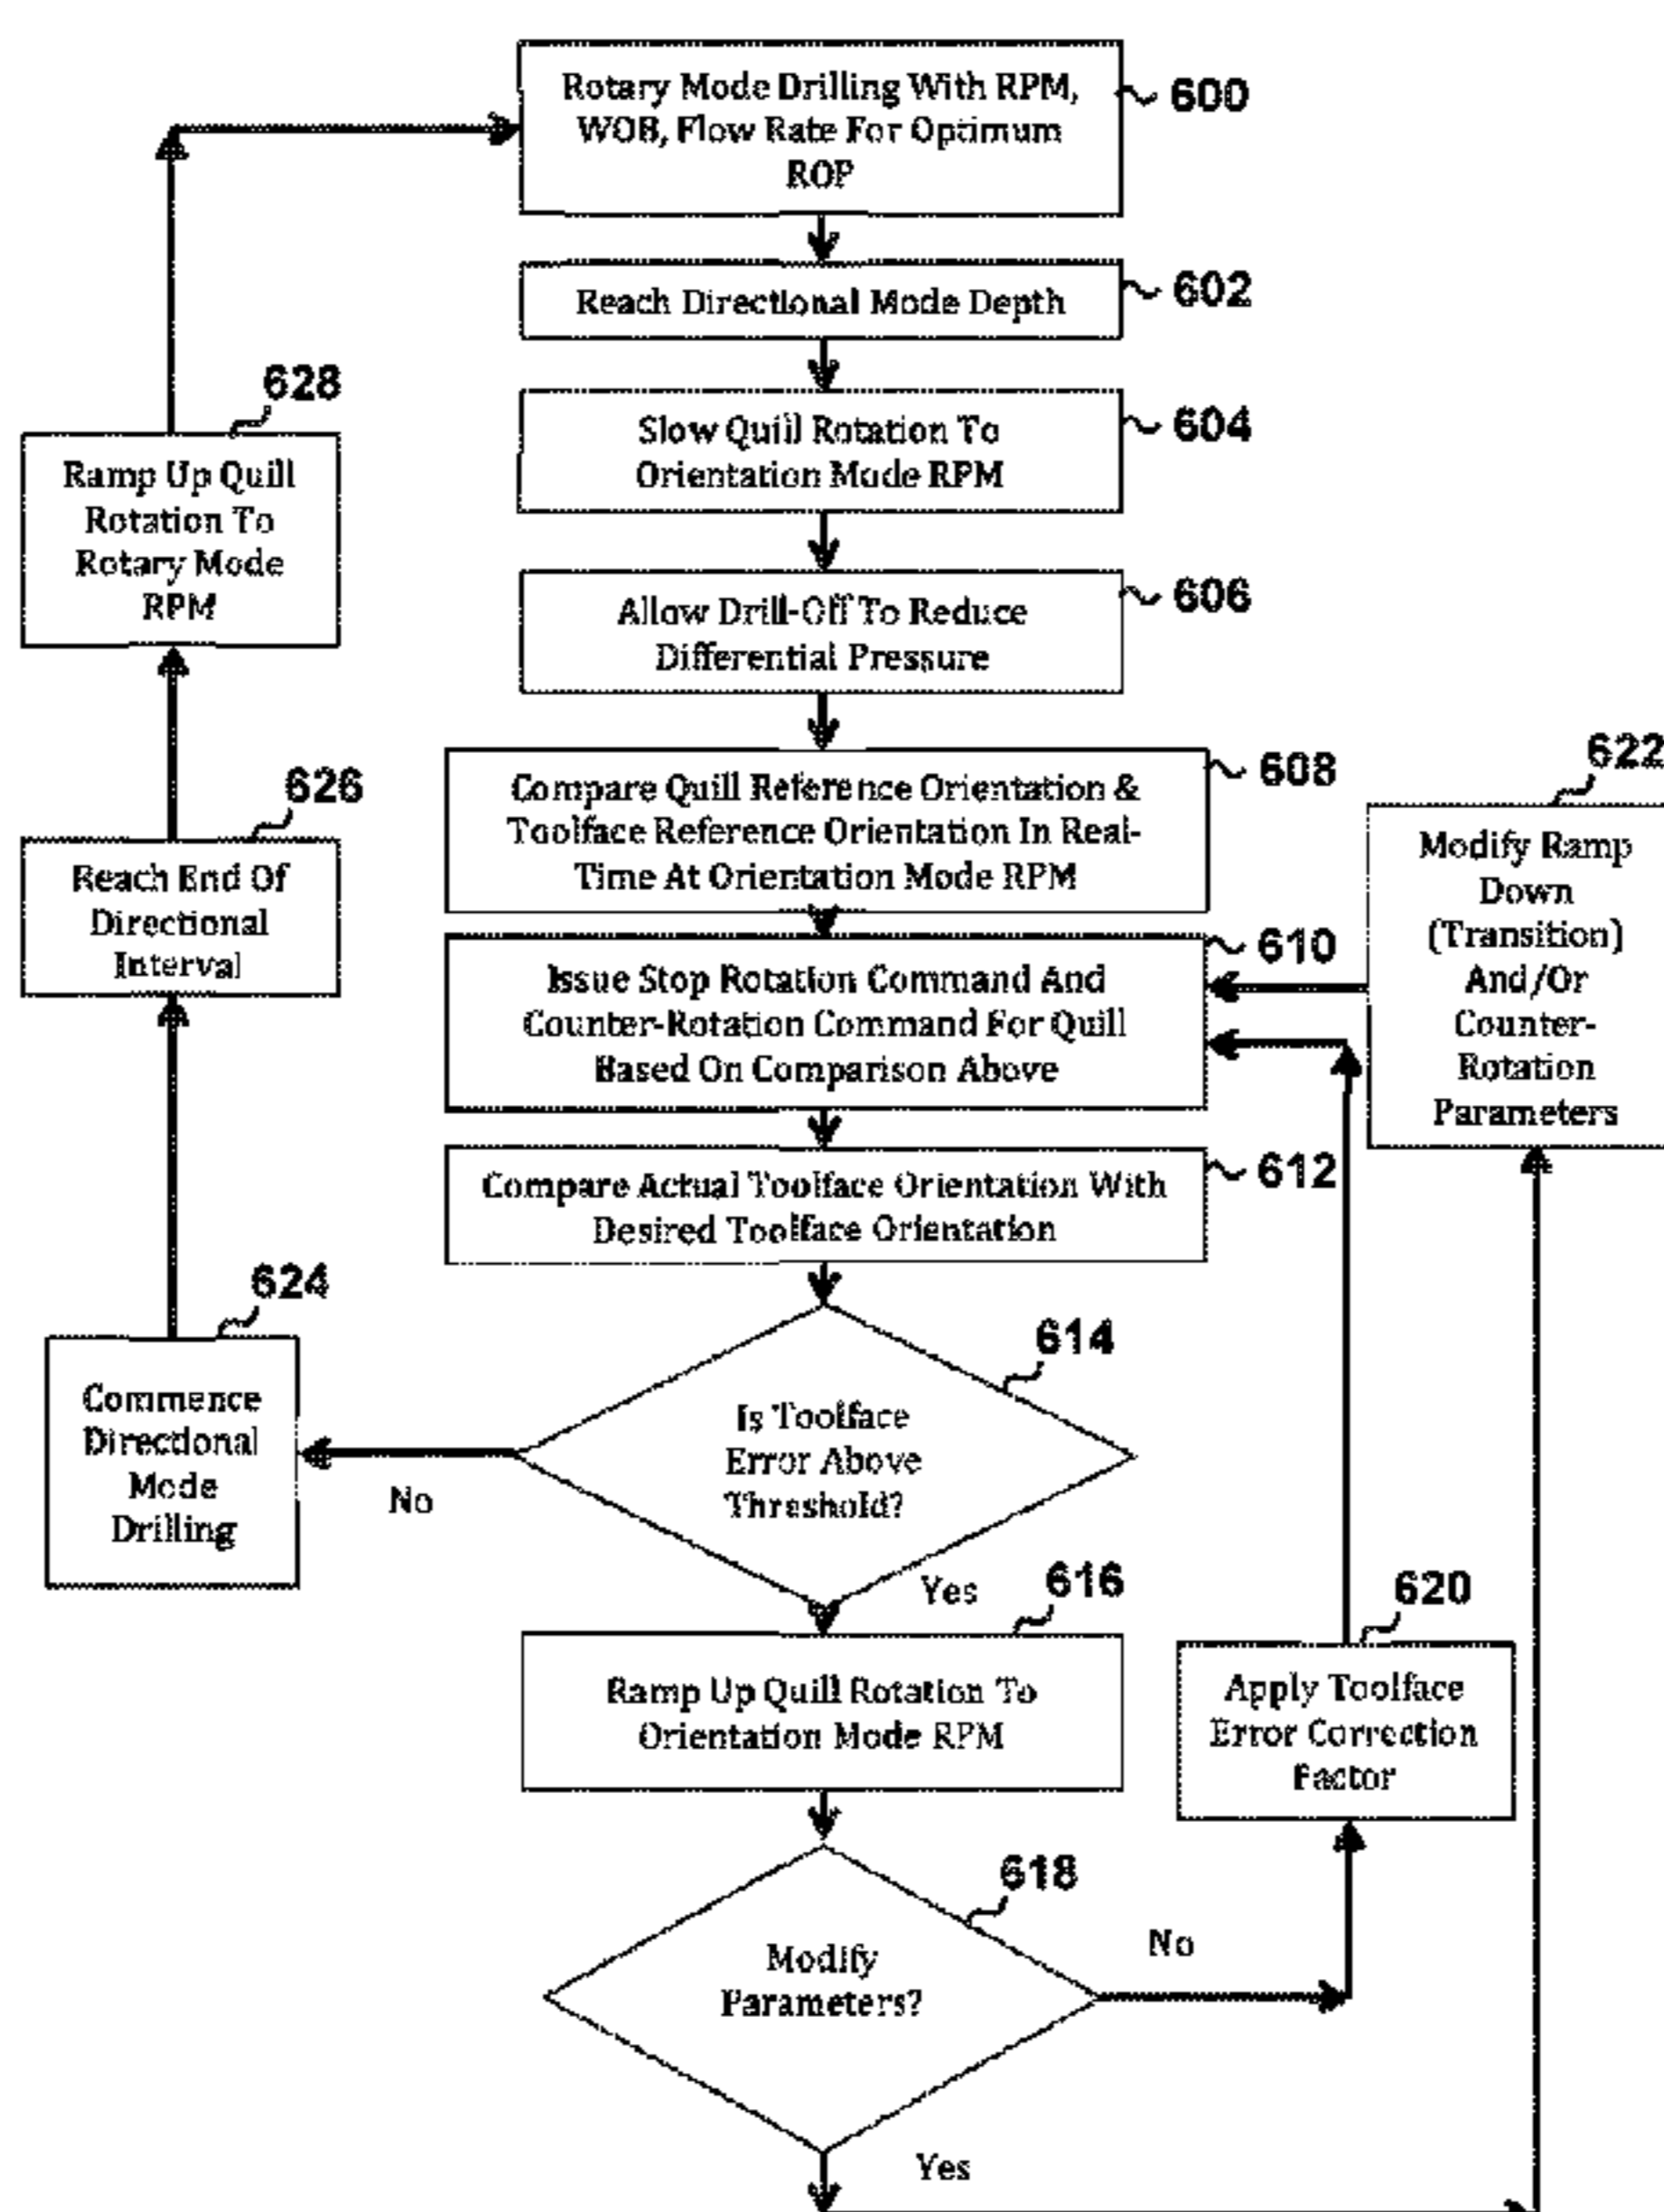 Rotary Mode Drilling With RPM,
WOB, Flow Rate For Optimum
ROP
600
Reach Directional Mode Depth
602
Slow Quill Rotation To
Orientation Mode RPM
604
Allow Drill-Off To Reduce
Differential Pressure
606
Compare Quill Reference Orientation &
Toolface Reference Orientation In Real-
Time At Orientation Mode RPM
608
Issue Stop Rotation Command And
Counter-Rotation Command For Quill
Based On Comparison Above
610
Compare Actual Toolface Orientation With
Desired Toolface Orientation
612
Is Toolface
Error Above
Threshold?
614
No
Yes
Ramp Up Quill Rotation To
Orientation Mode RPM
616
Modify
Parameters?
618
No
Yes
Apply Toolface
Error Correction
Factor
620
622
Modify Ramp
Down
(Transition)
And/Or
Counter-
Rotation
Parameters
624
Commence
Directional
Mode
Drilling
626
Reach End Of
Directional
Interval
628
Ramp Up Quill
Rotation To
Rotary Mode
RPM